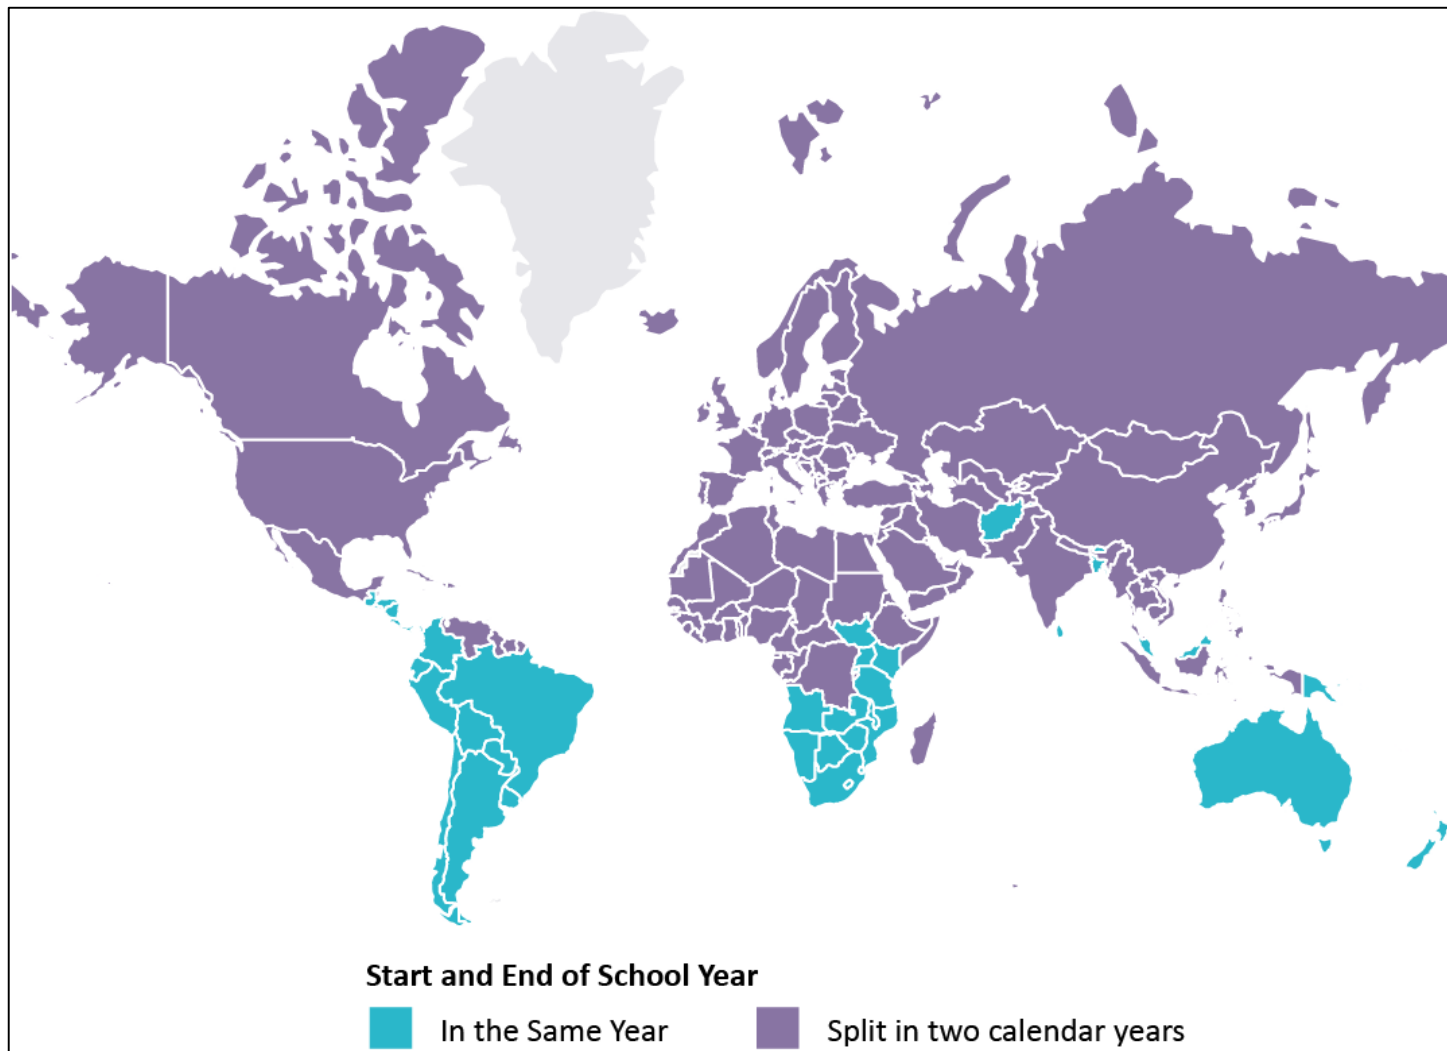 Start and End of School Year
In the Same Year
Split in two calendar years